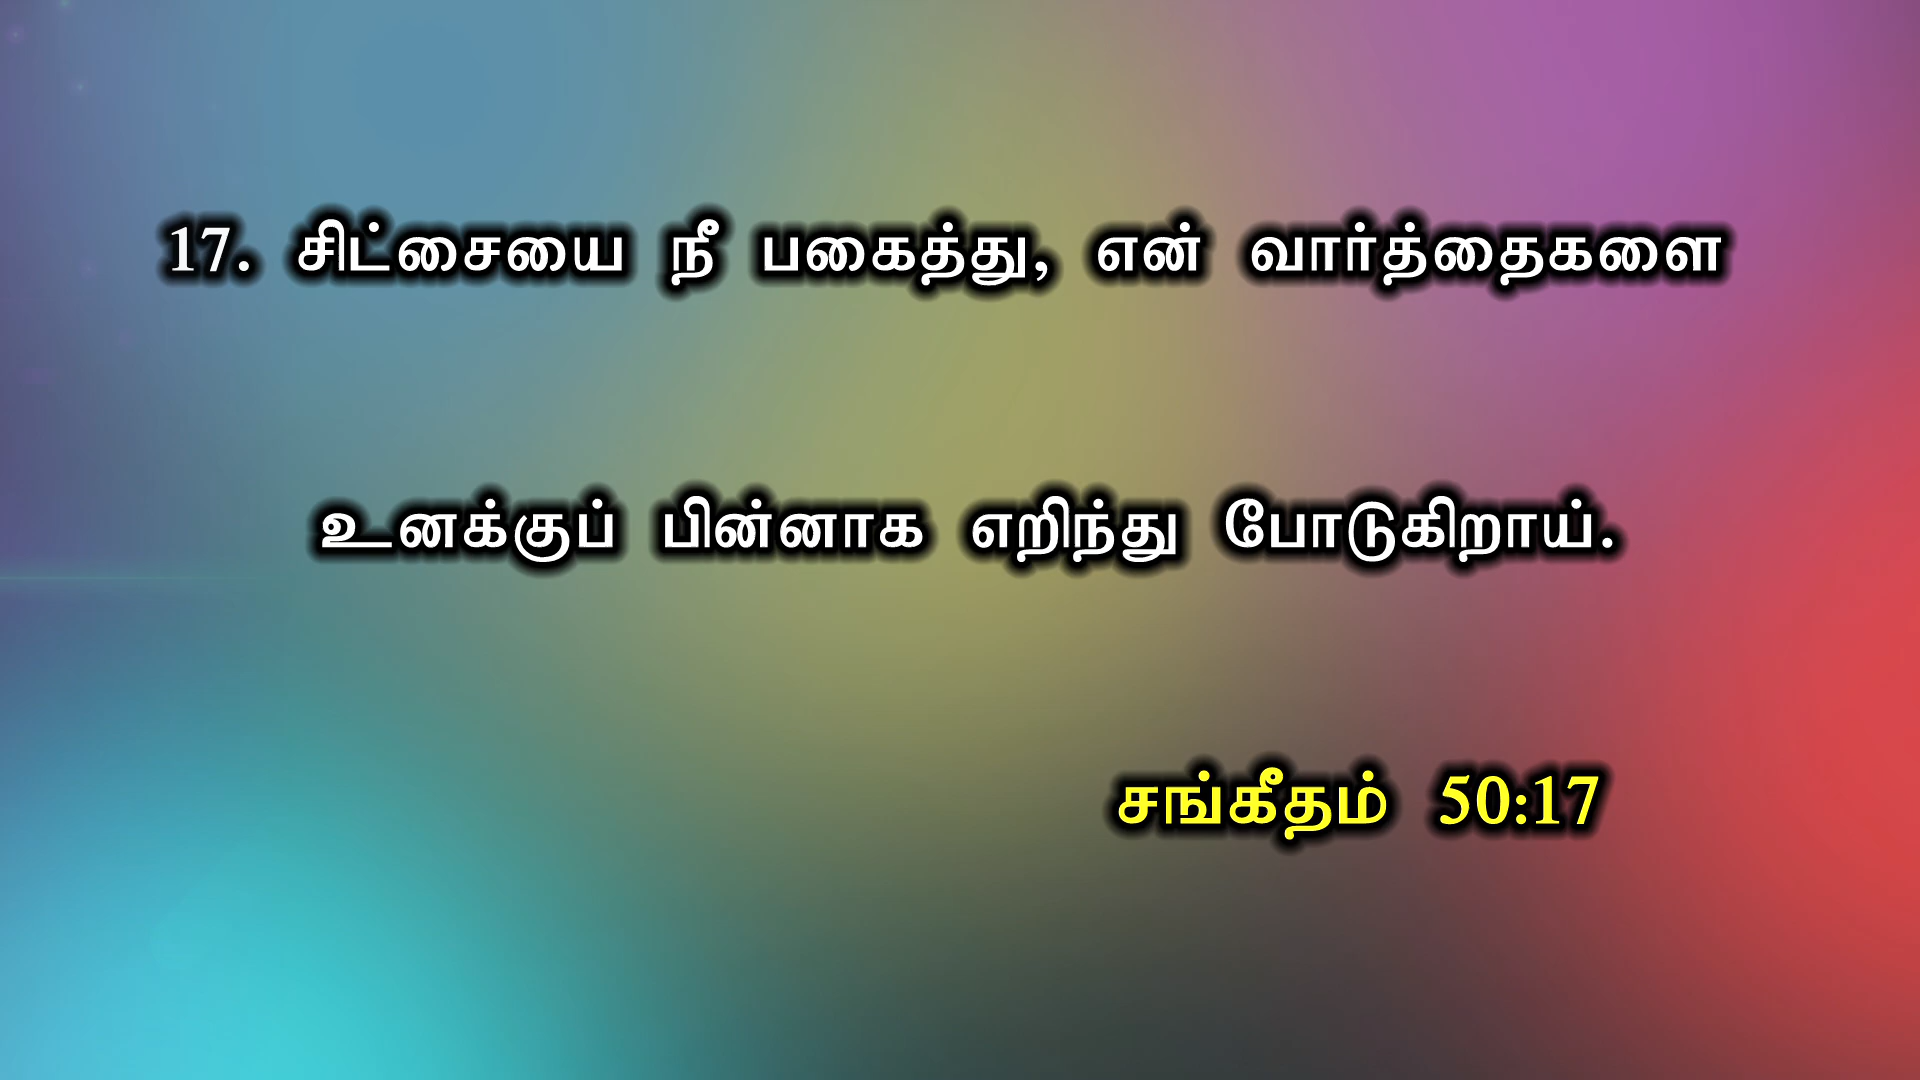 17. சிட்சையை நீ பகைத்து, என் வார்த்தைகளை
உனக்குப் பின்னாக எறிந்து போடுகிறாய்.
சங்கீதம் 50:17